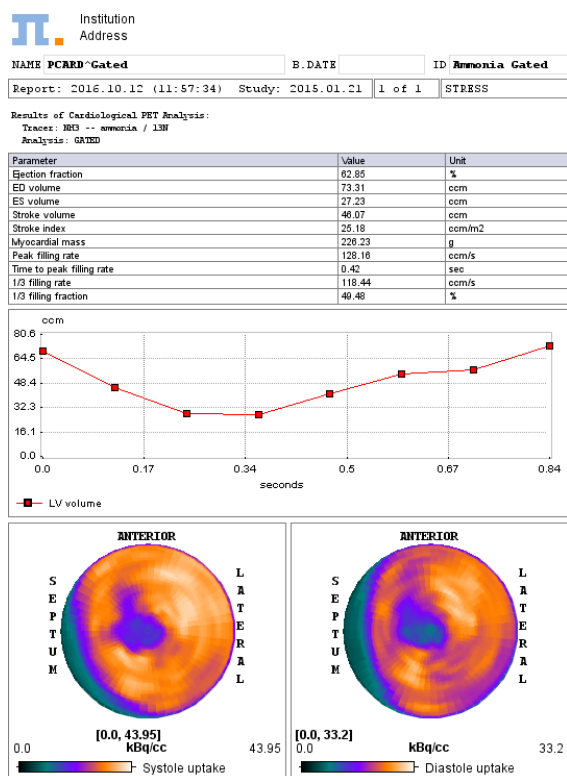 Institution
Address
NAME PCARD^Gated B.DATE ID Ammonia Gated
Report: 2016.10.12 (11:57:34) Study: 2015.01.21 1 of 1 STRESS
Results of Cardiological PET Analysis:
Tracer: NH3 -- ammonia / 13N
Analysis: GATED
Parameter Value Unit
Ejection fraction 62.85 %
ED volume 73.31 ccm
ES volume 27.23 ccm
Stroke volume 46.07 ccm
Stroke index 25.18 ccm/m2
Myocardial mass 226.23 g
Peak filling rate 128.16 ccm/s
Time to peak filling rate 0.42 sec
1/3 filling rate 118.44 ccm/s
1/3 filling fraction 49.48 %
ccm
80.6
64.5
48.4
32.3
16.1
0.0
0.0 0.17 0.34 0.5 0.67 0.84
seconds
LV volume
ANTERIOR
SEPTUM
LATERAL
[0.0, 43.95]
0.0 kBq/cc 43.95
Systole uptake
ANTERIOR
SEPTUM
LATERAL
[0.0, 33.2]
0.0 kBq/cc 33.2
Diastole uptake